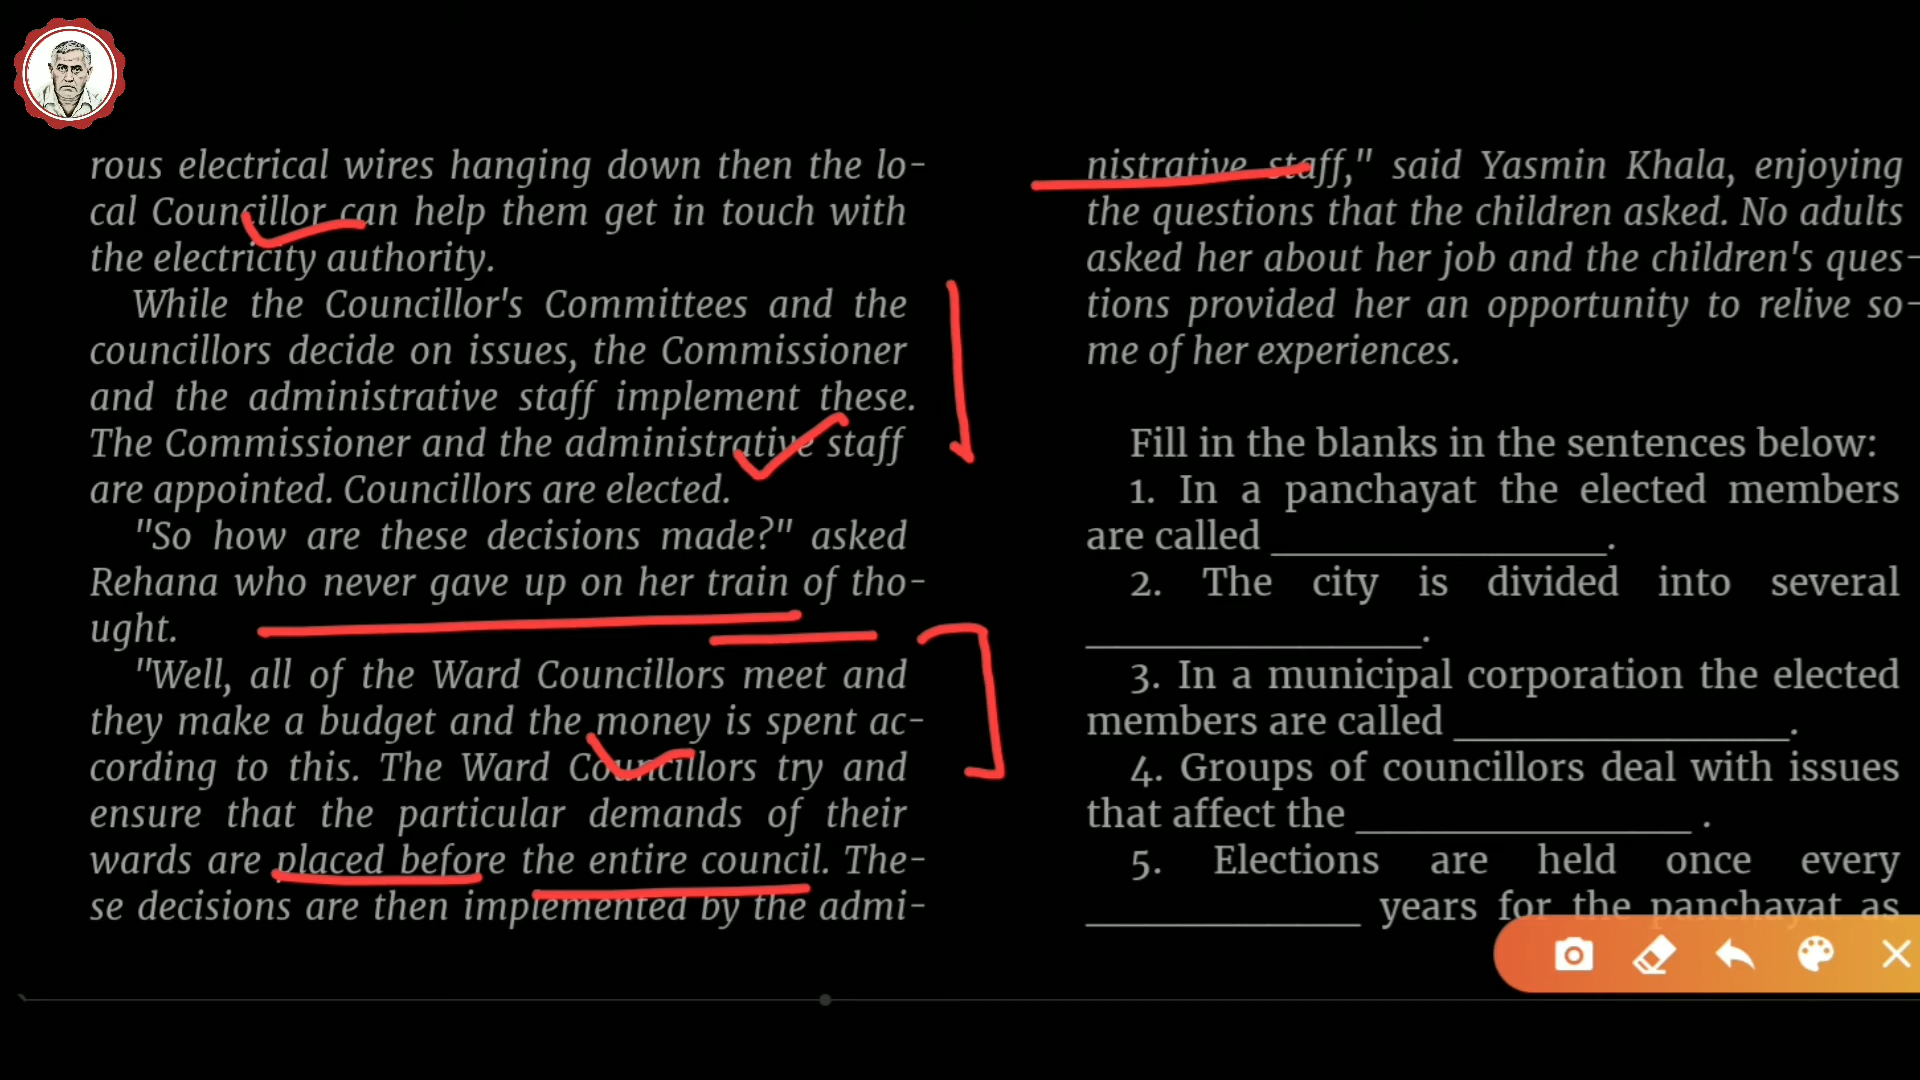 rous electrical wires hanging down then the lo-
cal Councillor can help them get in touch with
the electricity authority.
While the Councillor's Committees and the
councillors decide on issues, the Commissioner
and the administrative staff implement these.
The Commissioner and the administrative staff
are appointed. Councillors are elected.
"So how are these decisions made?" asked
Rehana who never gave up on her train of tho-
ught.
"Well, all of the Ward Councillors meet and
they make a budget and the money is spent ac-
cording to this. The Ward Councillors try and
ensure that the particular demands of their
wards are placed before the entire council. The-
se decisions are then implemented by the admi-
nistrative staff," said Yasmin Khala, enjoying
the questions that the children asked. No adults
asked her about her job and the children's ques-
tions provided her an opportunity to relive so-
me of her experiences.
Fill in the blanks in the sentences below:
1. In a panchayat the elected members
are called ________________.
2. The city is divided into several
________________.
3. In a municipal corporation the elected
members are called ________________.
4. Groups of councillors deal with issues
that affect the ________________ .
5. Elections are held once every
_____________ years for the panchayat as